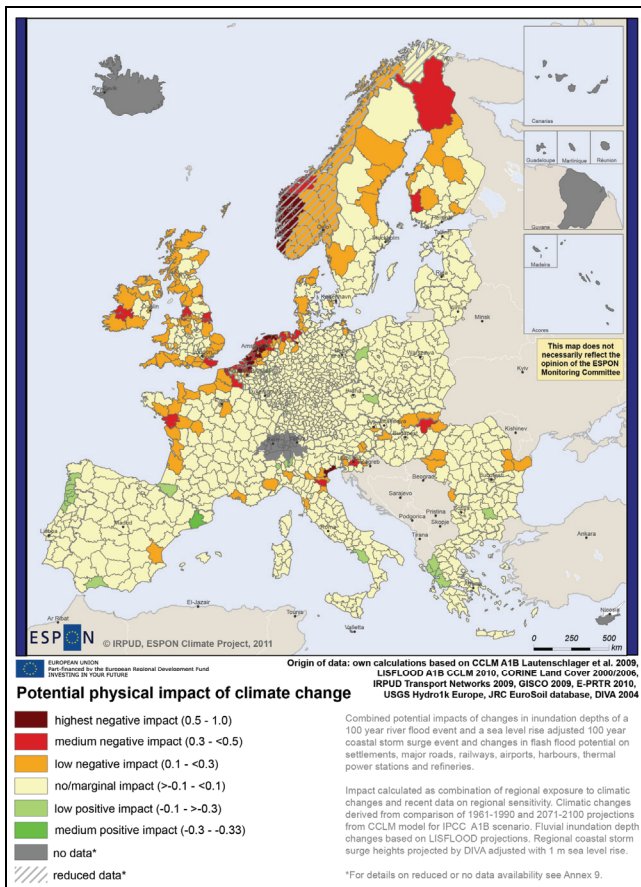 Reykjavik
Canarias
Guadeloupe
Martinique
Réunion
Guyane
Madeira
Acores
Oslo
Stockholm
Tallinn
Riga
Minsk
Dublin
Warszawa
Kyiv
Kishinev
Paris
Zagreb
Beograd
Sarajevo
Podgorica
Pristina
Skopje
Tirana
Sofia
Roma
Madrid
Lisboa
Ankara
Nicosia
El-Jazair
Tounis
Ar Ribat
Valletta
This map does not
necessarily reflect the
opinion of the ESPON
Monitoring Committee
ESPON
© IRPUD, ESPON Climate Project, 2011
0 250 500
km
EUROPEAN UNION
Part-financed by the European Regional Development Fund
INVESTING IN YOUR FUTURE
Origin of data: own calculations based on CCLM A1B Lautenschlager et al. 2009,
LISFLOOD A1B CCLM 2010, CORINE Land Cover 2000/2006,
IRPUD Transport Networks 2009, GISCO 2009, E-PRTR 2010,
USGS Hydro1k Europe, JRC EuroSoil database, DIVA 2004
Potential physical impact of climate change
highest negative impact (0.5 - 1.0)
medium negative impact (0.3 - <0.5)
low negative impact (0.1 - <0.3)
no/marginal impact (>-0.1 - <0.1)
low positive impact (-0.1 - >-0.3)
medium positive impact (-0.3 - -0.33)
no data*
reduced data*
Combined potential impacts of changes in inundation depths of a
100 year river flood event and a sea level rise adjusted 100 year
coastal storm surge event and changes in flash flood potential on
settlements, major roads, railways, airports, harbours, thermal
power stations and refineries.
Impact calculated as combination of regional exposure to climatic
changes and recent data on regional sensitivity. Climatic changes
derived from comparison of 1961-1990 and 2071-2100 projections
from CCLM model for IPCC A1B scenario. Fluvial inundation depth
changes based on LISFLOOD projections. Regional coastal storm
surge heights projected by DIVA adjusted with 1 m sea level rise.
*For details on reduced or no data availability see Annex 9.